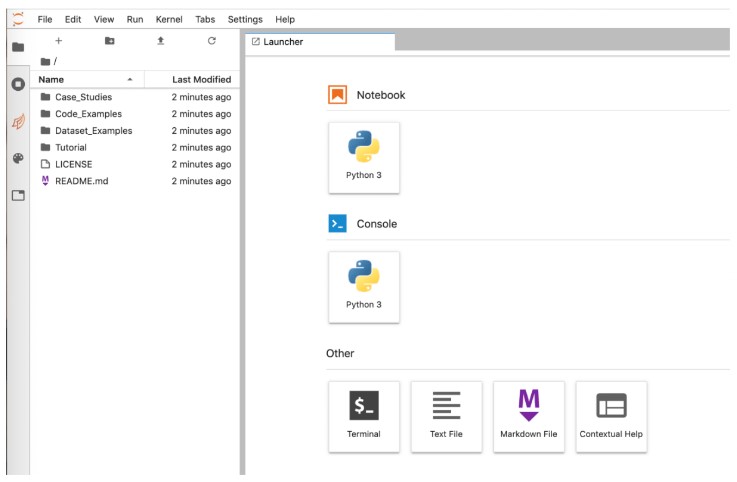 File Edit View Run Kernel Tabs Settings Help
Launcher
/
Name Last Modified
Case_Studies 2 minutes ago
Code_Examples 2 minutes ago
Dataset_Examples 2 minutes ago
Tutorial 2 minutes ago
LICENSE 2 minutes ago
README.md 2 minutes ago
Notebook
Python 3
Console
Python 3
Other
$_
M
Terminal Text File Markdown File Contextual Help